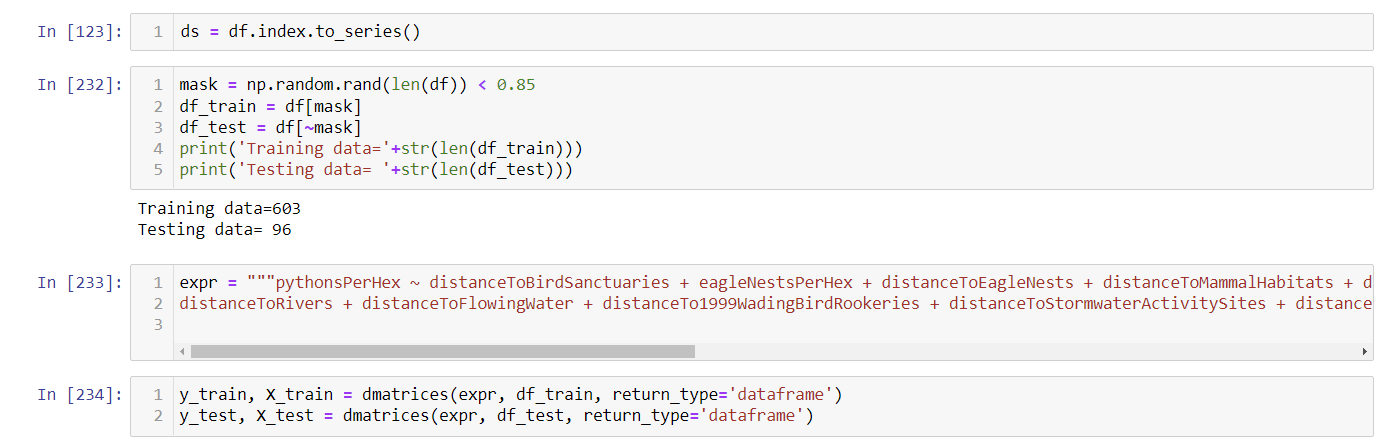 In [123]: 1 ds = df.index.to_series()
In [232]: 1 mask = np.random.rand(len(df)) < 0.85
2 df_train = df[mask]
3 df_test = df[~mask]
4 print('Training data='+str(len(df_train)))
5 print('Testing data= '+str(len(df_test)))
Training data=603
Testing data= 96
In [233]: 1 expr = """pythonsPerHex ~ distanceToBirdSanctuaries + eagleNestsPerHex + distanceToEagleNests + distanceToMammalHabitats + d
2 distanceToRivers + distanceToFlowingWater + distanceTo1999WadingBirdRookeries + distanceToStormwaterActivitySites + distance
3
In [234]: 1 y_train, X_train = dmatrices(expr, df_train, return_type='dataframe')
2 y_test, X_test = dmatrices(expr, df_test, return_type='dataframe')